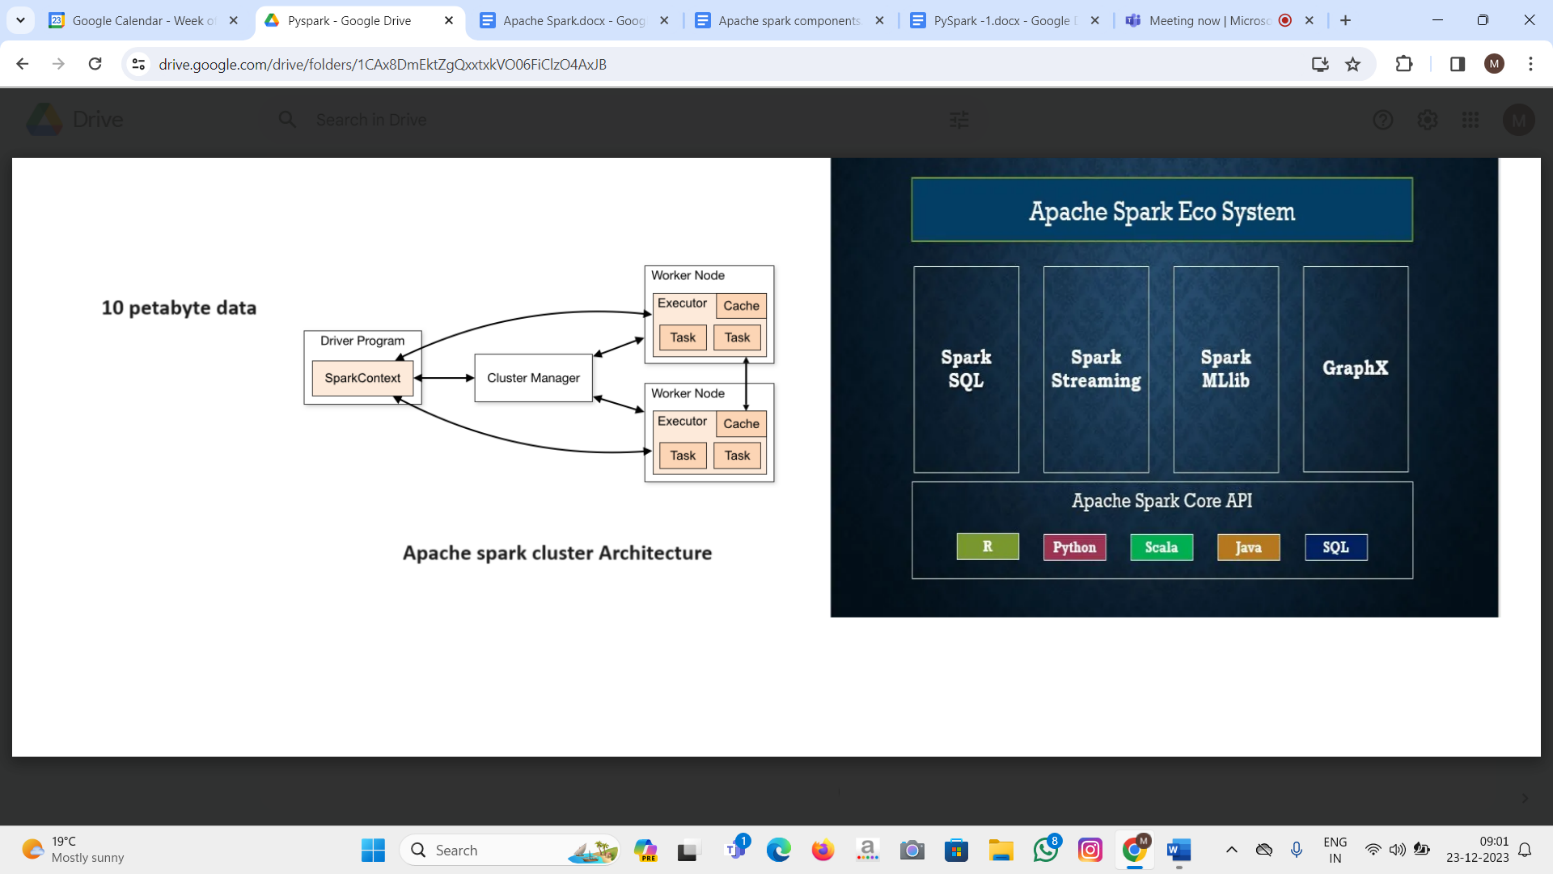 Google Calendar - Week of
Pyspark - Google Drive
Apache Spark.docx - Goog
Apache spark components
PySpark -1.docx - Google D
Meeting now | Microso
drive.google.com/drive/folders/1CAx8DmEktZgQxxtxkVO06FiClzO4AxJB
M
Drive
Search in Drive
M
10 petabyte data
Driver Program
SparkContext
Cluster Manager
Worker Node
Executor
Cache
Task
Task
Worker Node
Executor
Cache
Task
Task
Apache spark cluster Architecture
Apache Spark Eco System
Spark
SQL
Spark
Streaming
Spark
MLlib
GraphX
Apache Spark Core API
R
Python
Scala
Java
SQL
19°C
Mostly sunny
Search
PRE
1
8
M
ENG
IN
09:01
23-12-2023